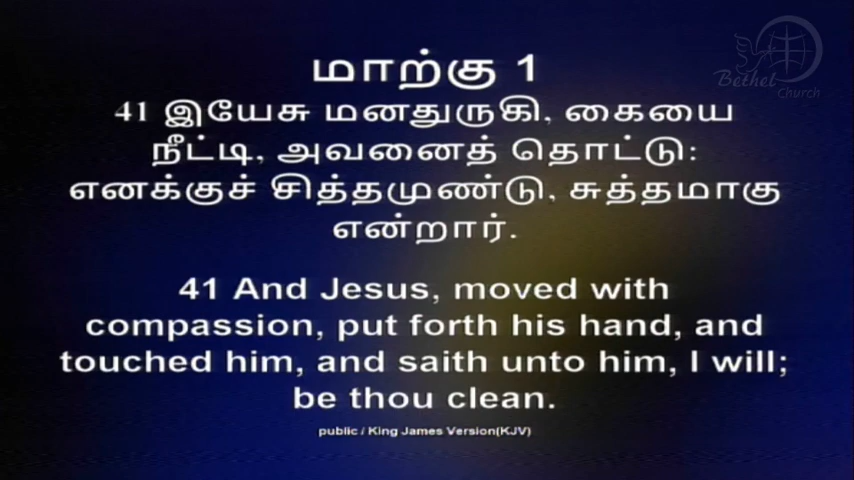 Bethel
Church
மாற்கு 1
41 இயேசு மனதுருகி, கையை
நீட்டி, அவனைத் தொட்டு:
எனக்குச் சித்தமுண்டு, சுத்தமாகு
என்றார்.
41 And Jesus, moved with
compassion, put forth his hand, and
touched him, and saith unto him, I will;
be thou clean.
public / King James Version(KJV)